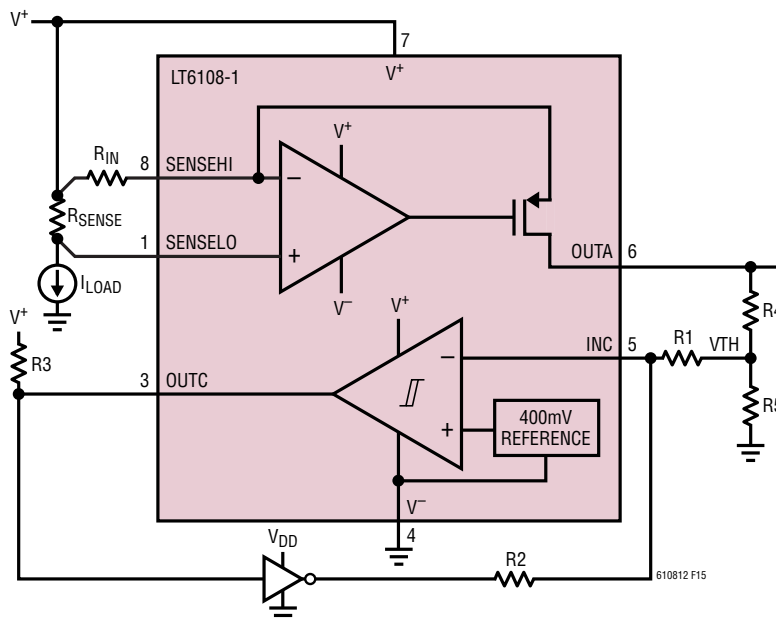 V+
7
V+
LT6108-1
RIN
8
SENSEHI
V+
−
RSENSE
1
SENSELO
+
V−
OUTA
6
ILOAD
V+
R3
V+
R4
INC
5
R1
VTH
−
3
OUTC
+
400mV
REFERENCE
R5
V−
4
VDD
R2
610812 F15